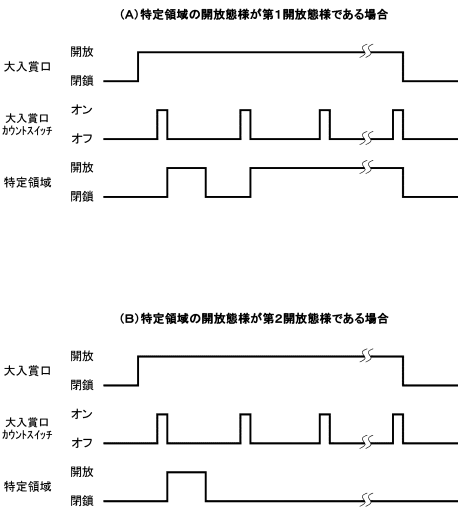 (A)特定領域の開放態様が第1開放態様である場合
開放
大入賞口
閉鎖
オン
大入賞口
カウントスイッチ
オフ
開放
特定領域
閉鎖
(B)特定領域の開放態様が第2開放態様である場合
開放
大入賞口
閉鎖
オン
大入賞口
カウントスイッチ
オフ
開放
特定領域
閉鎖